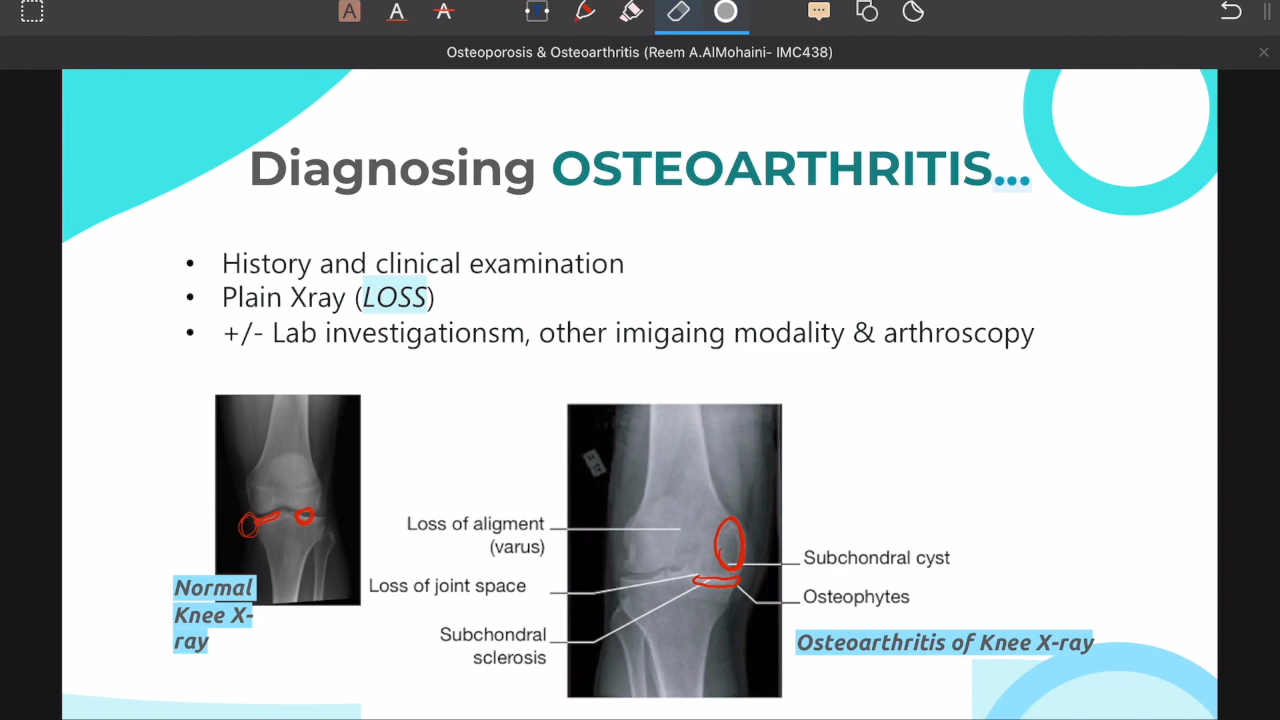 A A A
Osteoporosis & Osteoarthritis (Reem A.AlMohaini- IMC438)
Diagnosing OSTEOARTHRITIS...
• History and clinical examination
• Plain Xray (LOSS)
• +/- Lab investigationsm, other imigaing modality & arthroscopy
Loss of aligment
(varus)
Loss of joint space
Subchondral
sclerosis
Subchondral cyst
Osteophytes
Normal
Knee X-
ray
Osteoarthritis of Knee X-ray